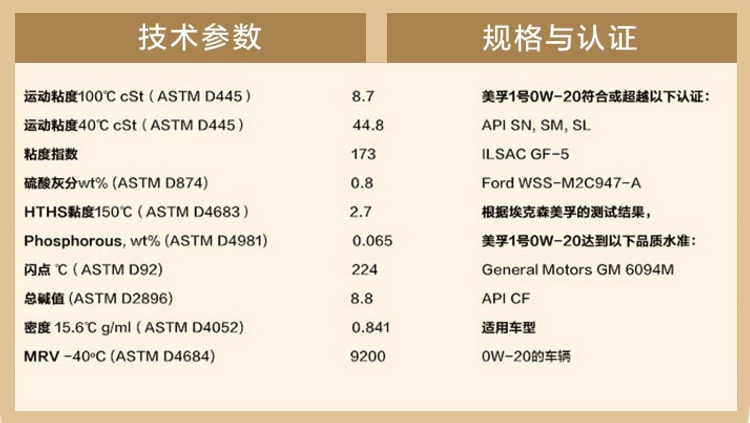 技术参数
运动粘度100℃ cSt（ASTM D445） 8.7
运动粘度40℃ cSt（ASTM D445） 44.8
粘度指数 173
硫酸灰分wt% (ASTM D874) 0.8
HTHS黏度150℃（ASTM D4683） 2.7
Phosphorous, wt% (ASTM D4981) 0.065
闪点 ℃（ASTM D92） 224
总碱值 (ASTM D2896) 8.8
密度 15.6℃ g/ml（ASTM D4052） 0.841
MRV -40ºC (ASTM D4684) 9200
规格与认证
美孚1号0W-20符合或超越以下认证：
API SN, SM, SL
ILSAC GF-5
Ford WSS-M2C947-A
根据埃克森美孚的测试结果，
美孚1号0W-20达到以下品质水准：
General Motors GM 6094M
API CF
适用车型
0W-20的车辆